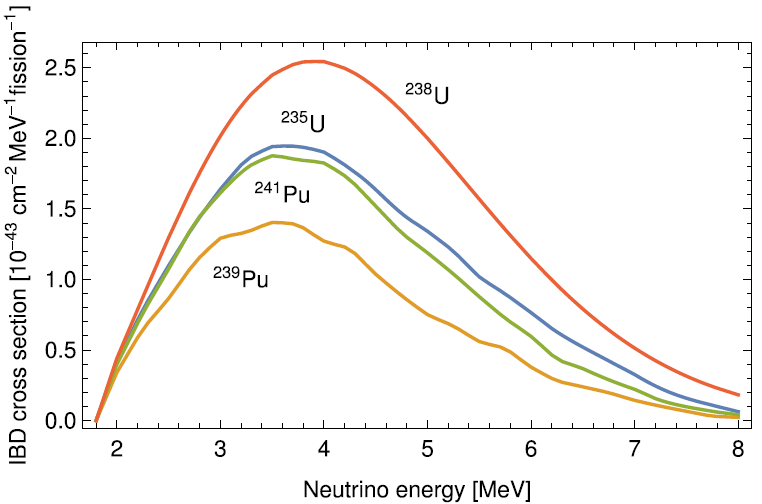 IBD cross section [10⁻⁴³ cm⁻² MeV⁻¹fission⁻¹]
2.5
2.0
1.5
1.0
0.5
0.0
²³⁸U
²³⁵U
²⁴¹Pu
²³⁹Pu
2 3 4 5 6 7 8
Neutrino energy [MeV]